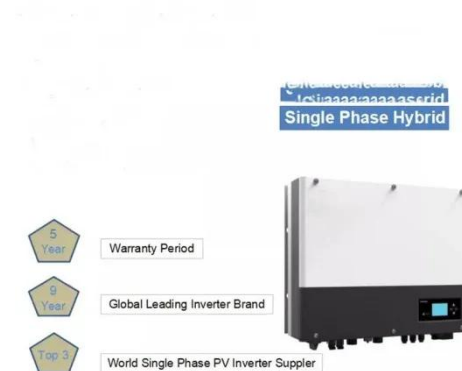 Single Phase Hybrid
5
Year
Warranty Period
9
Year
Global Leading Inverter Brand
Top 3
World Single Phase PV Inverter Suppler